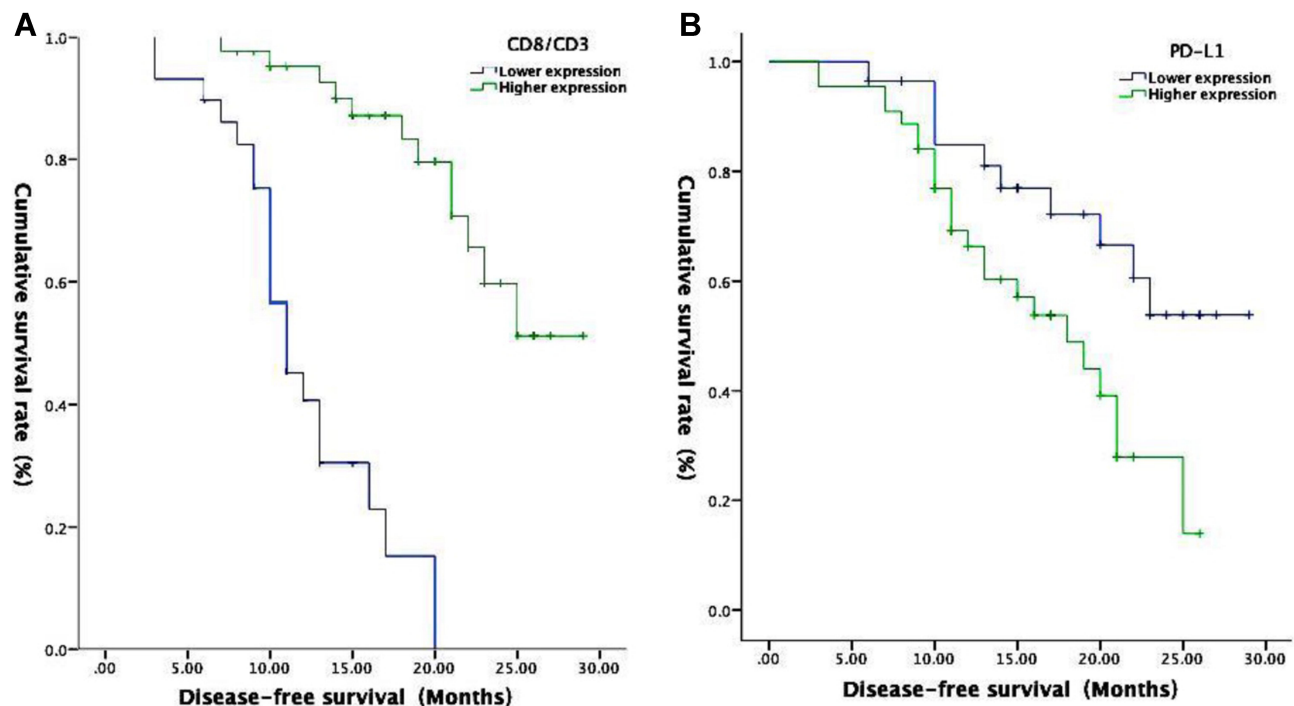 A
CD8/CD3
Lower expression
Higher expression
1.0
0.8
0.6
0.4
0.2
0.0
Cumulative survival rate (%)
.00 5.00 10.00 15.00 20.00 25.00 30.00
Disease-free survival (Months)
B
PD-L1
Lower expression
Higher expression
1.0
0.8
0.6
0.4
0.2
0.0
Cumulative survival rate (%)
.00 5.00 10.00 15.00 20.00 25.00 30.00
Disease-free survival (Months)